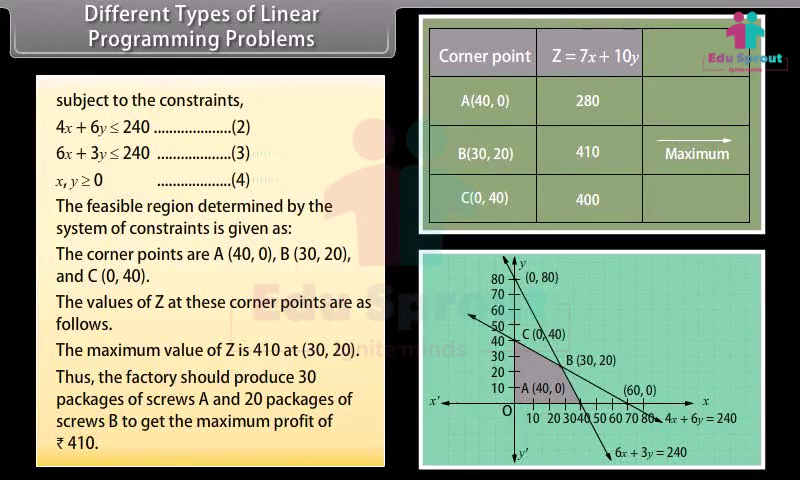 Different Types of Linear
Programming Problems
subject to the constraints,
4x + 6y ≤ 240 ....................(2)
6x + 3y ≤ 240 ...................(3)
x, y ≥ 0 ...................(4)
The feasible region determined by the
system of constraints is given as:
The corner points are A (40, 0), B (30, 20),
and C (0, 40).
The values of Z at these corner points are as
follows.
The maximum value of Z is 410 at (30, 20).
Thus, the factory should produce 30
packages of screws A and 20 packages of
screws B to get the maximum profit of
₹ 410.
Edu Sprout
ignite minds
Corner point Z = 7x + 10y
A(40, 0) 280
B(30, 20) 410 Maximum
C(0, 40) 400
Edu Sprout
ignite minds
y
80 (0, 80)
70
60
50
C (0, 40)
40
30 B (30, 20)
20
10 A (40, 0) (60, 0)
x' x
O
10 20 30 40 50 60 70 80 4x + 6y = 240
y' 6x + 3y = 240